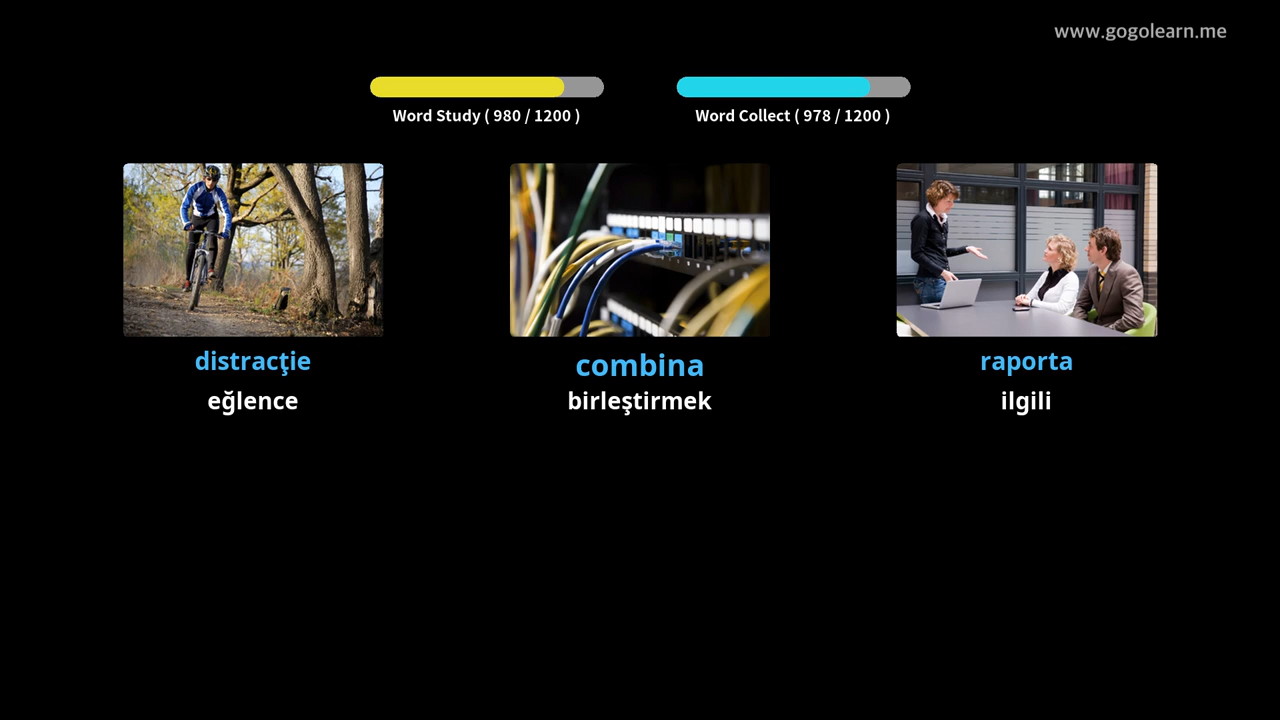 www.gogolearn.me
Word Study ( 980 / 1200 )
Word Collect ( 978 / 1200 )
distracţie
combina
raporta
eğlence
birleştirmek
ilgili